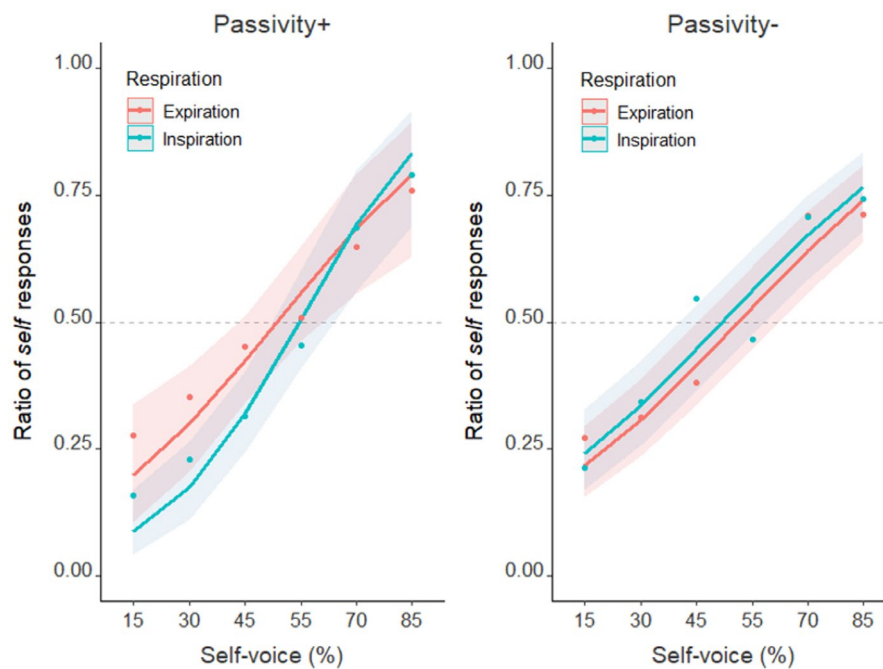 Passivity+
Ratio of self responses
1.00
0.75
0.50
0.25
0.00
Respiration
Expiration
Inspiration
15 30 45 55 70 85
Self-voice (%)
Passivity-
Ratio of self responses
1.00
0.75
0.50
0.25
0.00
Respiration
Expiration
Inspiration
15 30 45 55 70 85
Self-voice (%)